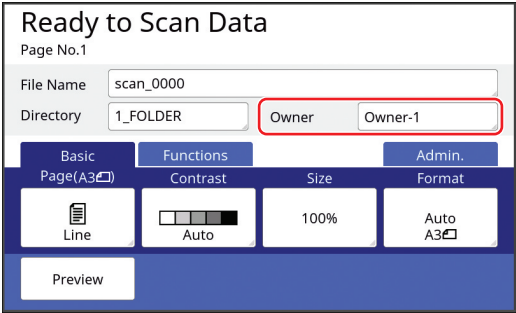 Ready to Scan Data
Page No.1
File Name scan_0000
Directory 1_FOLDER Owner Owner-1
Basic Functions Admin.
Page(A3) Contrast Size Format
Line Auto 100% Auto A3
Preview